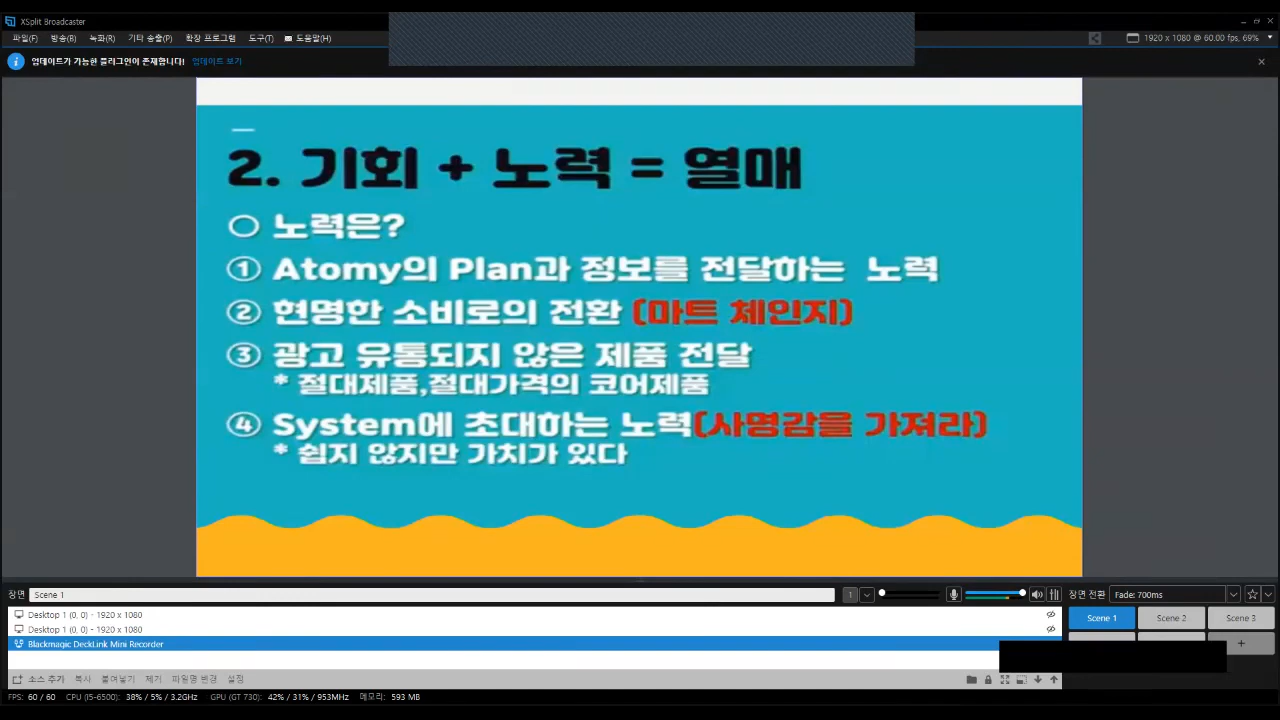 XSplit Broadcaster
파일(F) 방송(B) 녹화(R) 기타 송출(P) 확장 프로그램 도구(T) 도움말(H)
1920 x 1080 @ 60.00 fps, 69%
업데이트가 가능한 플러그인이 존재합니다! 업데이트 보기
2. 기회 + 노력 = 열매
○ 노력은?
① Atomy의 Plan과 정보를 전달하는 노력
② 현명한 소비로의 전환 (마트 체인지)
③ 광고 유통되지 않은 제품 전달
* 절대제품,절대가격의 코어제품
④ System에 초대하는 노력(사명감을 가져라)
* 쉽지 않지만 가치가 있다
장면 Scene 1
1
장면 전환 Fade: 700ms
Desktop 1 (0, 0) - 1920 x 1080
Desktop 1 (0, 0) - 1920 x 1080
Blackmagic DeckLink Mini Recorder
Scene 1 Scene 2 Scene 3
소스 추가 복사 붙여넣기 제거 파일명 변경 설정
FPS: 60 / 60 CPU (I5-6500): 38% / 5% / 3.2GHz GPU (GT 730): 42% / 31% / 953MHz 메모리: 593 MB